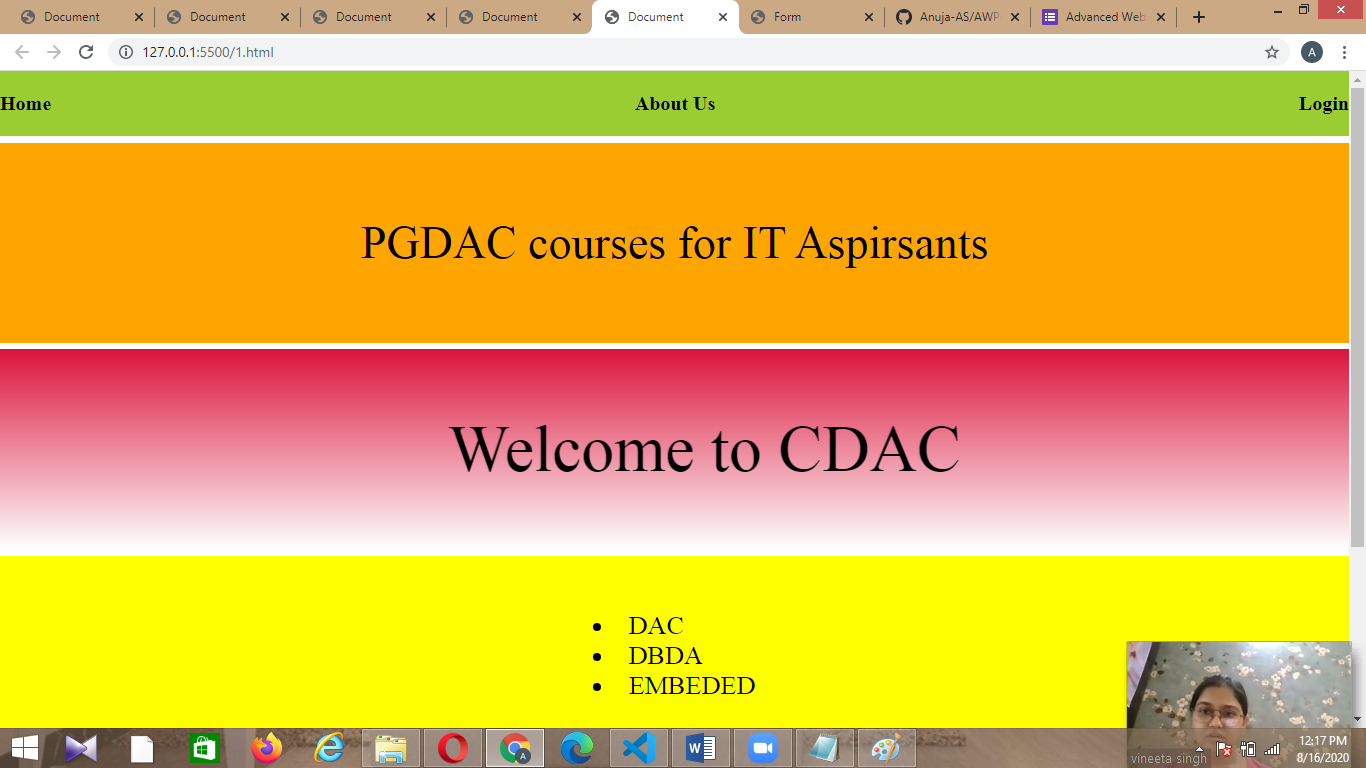 Document Document Document Document Document Form Anuja-AS/AWP Advanced Web
127.0.0.1:5500/1.html A
Home About Us Login
PGDAC courses for IT Aspirsants
Welcome to CDAC
• DAC
• DBDA
• EMBEDED
vineeta singh
12:17 PM
8/16/2020